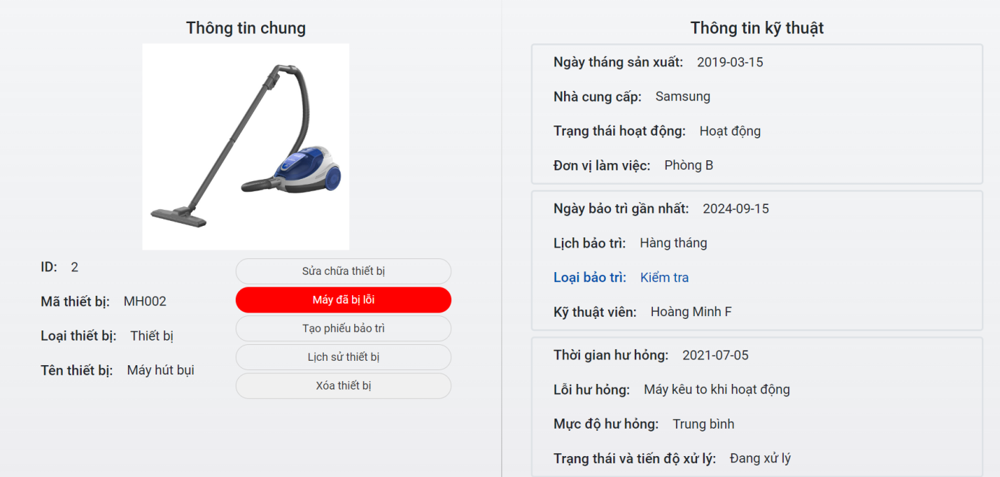 Thông tin chung
ID: 2
Mã thiết bị: MH002
Loại thiết bị: Thiết bị
Tên thiết bị: Máy hút bụi
Sửa chữa thiết bị
Máy đã bị lỗi
Tạo phiếu bảo trì
Lịch sử thiết bị
Xóa thiết bị
Thông tin kỹ thuật
Ngày tháng sản xuất: 2019-03-15
Nhà cung cấp: Samsung
Trạng thái hoạt động: Hoạt động
Đơn vị làm việc: Phòng B
Ngày bảo trì gần nhất: 2024-09-15
Lịch bảo trì: Hàng tháng
Loại bảo trì: Kiểm tra
Kỹ thuật viên: Hoàng Minh F
Thời gian hư hỏng: 2021-07-05
Lỗi hư hỏng: Máy kêu to khi hoạt động
Mực độ hư hỏng: Trung bình
Trạng thái và tiến độ xử lý: Đang xử lý